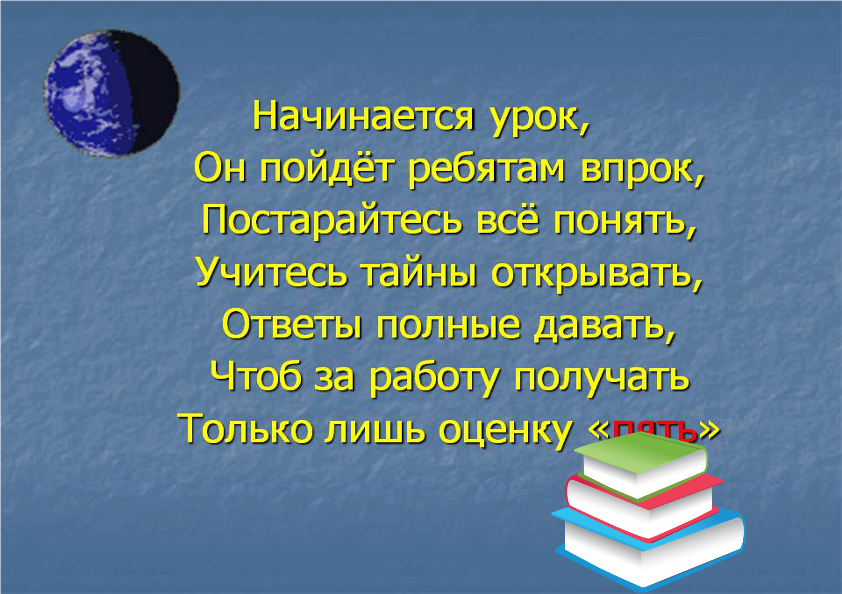 Начинается урок,
Он пойдёт ребятам впрок,
Постарайтесь всё понять,
Учитесь тайны открывать,
Ответы полные давать,
Чтоб за работу получать
Только лишь оценку «пять»